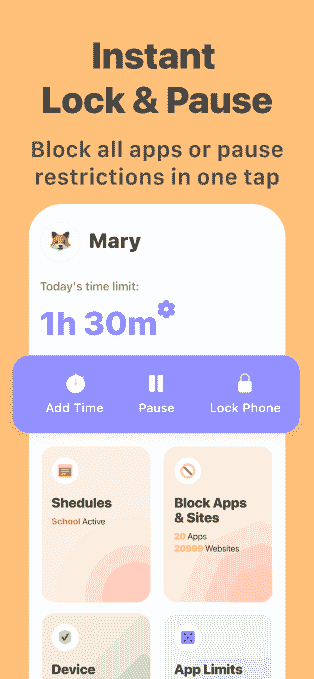 Instant
Lock & Pause
Block all apps or pause
restrictions in one tap
Mary
Today's time limit:
1h 30m
Add Time
Pause
Lock Phone
Shedules
School Active
Block Apps
& Sites
20 Apps
20999 Websites
Device
App Limits